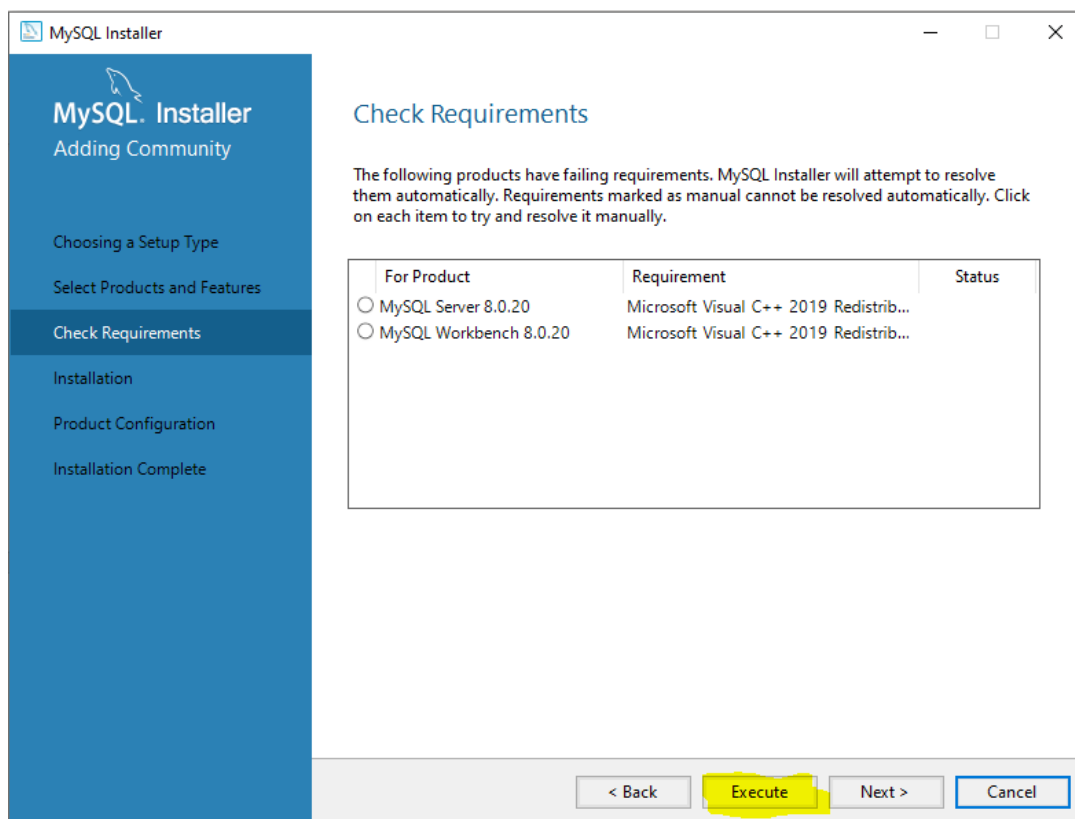 MySQL Installer
MySQL. Installer
Adding Community
Choosing a Setup Type
Select Products and Features
Check Requirements
Installation
Product Configuration
Installation Complete
Check Requirements
The following products have failing requirements. MySQL Installer will attempt to resolve
them automatically. Requirements marked as manual cannot be resolved automatically. Click
on each item to try and resolve it manually.
For Product Requirement Status
MySQL Server 8.0.20 Microsoft Visual C++ 2019 Redistrib...
MySQL Workbench 8.0.20 Microsoft Visual C++ 2019 Redistrib...
< Back Execute Next > Cancel